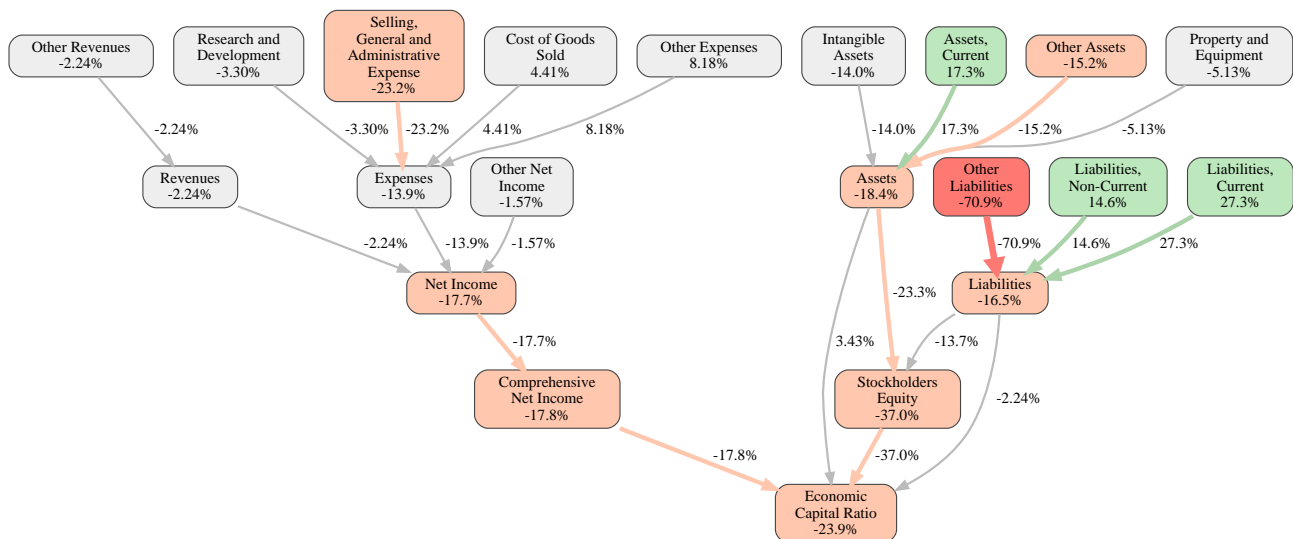 Other Revenues
-2.24%
Research and
Development
-3.30%
Selling,
General and
Administrative
Expense
-23.2%
Cost of Goods
Sold
4.41%
Other Expenses
8.18%
Intangible
Assets
-14.0%
Assets,
Current
17.3%
Other Assets
-15.2%
Property and
Equipment
-5.13%
-2.24%
-3.30%
-23.2%
4.41%
8.18%
-14.0%
17.3%
-15.2%
-5.13%
Revenues
-2.24%
Expenses
-13.9%
Other Net
Income
-1.57%
Assets
-18.4%
Other
Liabilities
-70.9%
Liabilities,
Non-Current
14.6%
Liabilities,
Current
27.3%
-2.24%
-13.9%
-1.57%
-70.9%
14.6%
27.3%
Net Income
-17.7%
-23.3%
Liabilities
-16.5%
-17.7%
3.43%
-13.7%
Comprehensive
Net Income
-17.8%
Stockholders
Equity
-37.0%
-2.24%
-17.8%
-37.0%
Economic
Capital Ratio
-23.9%